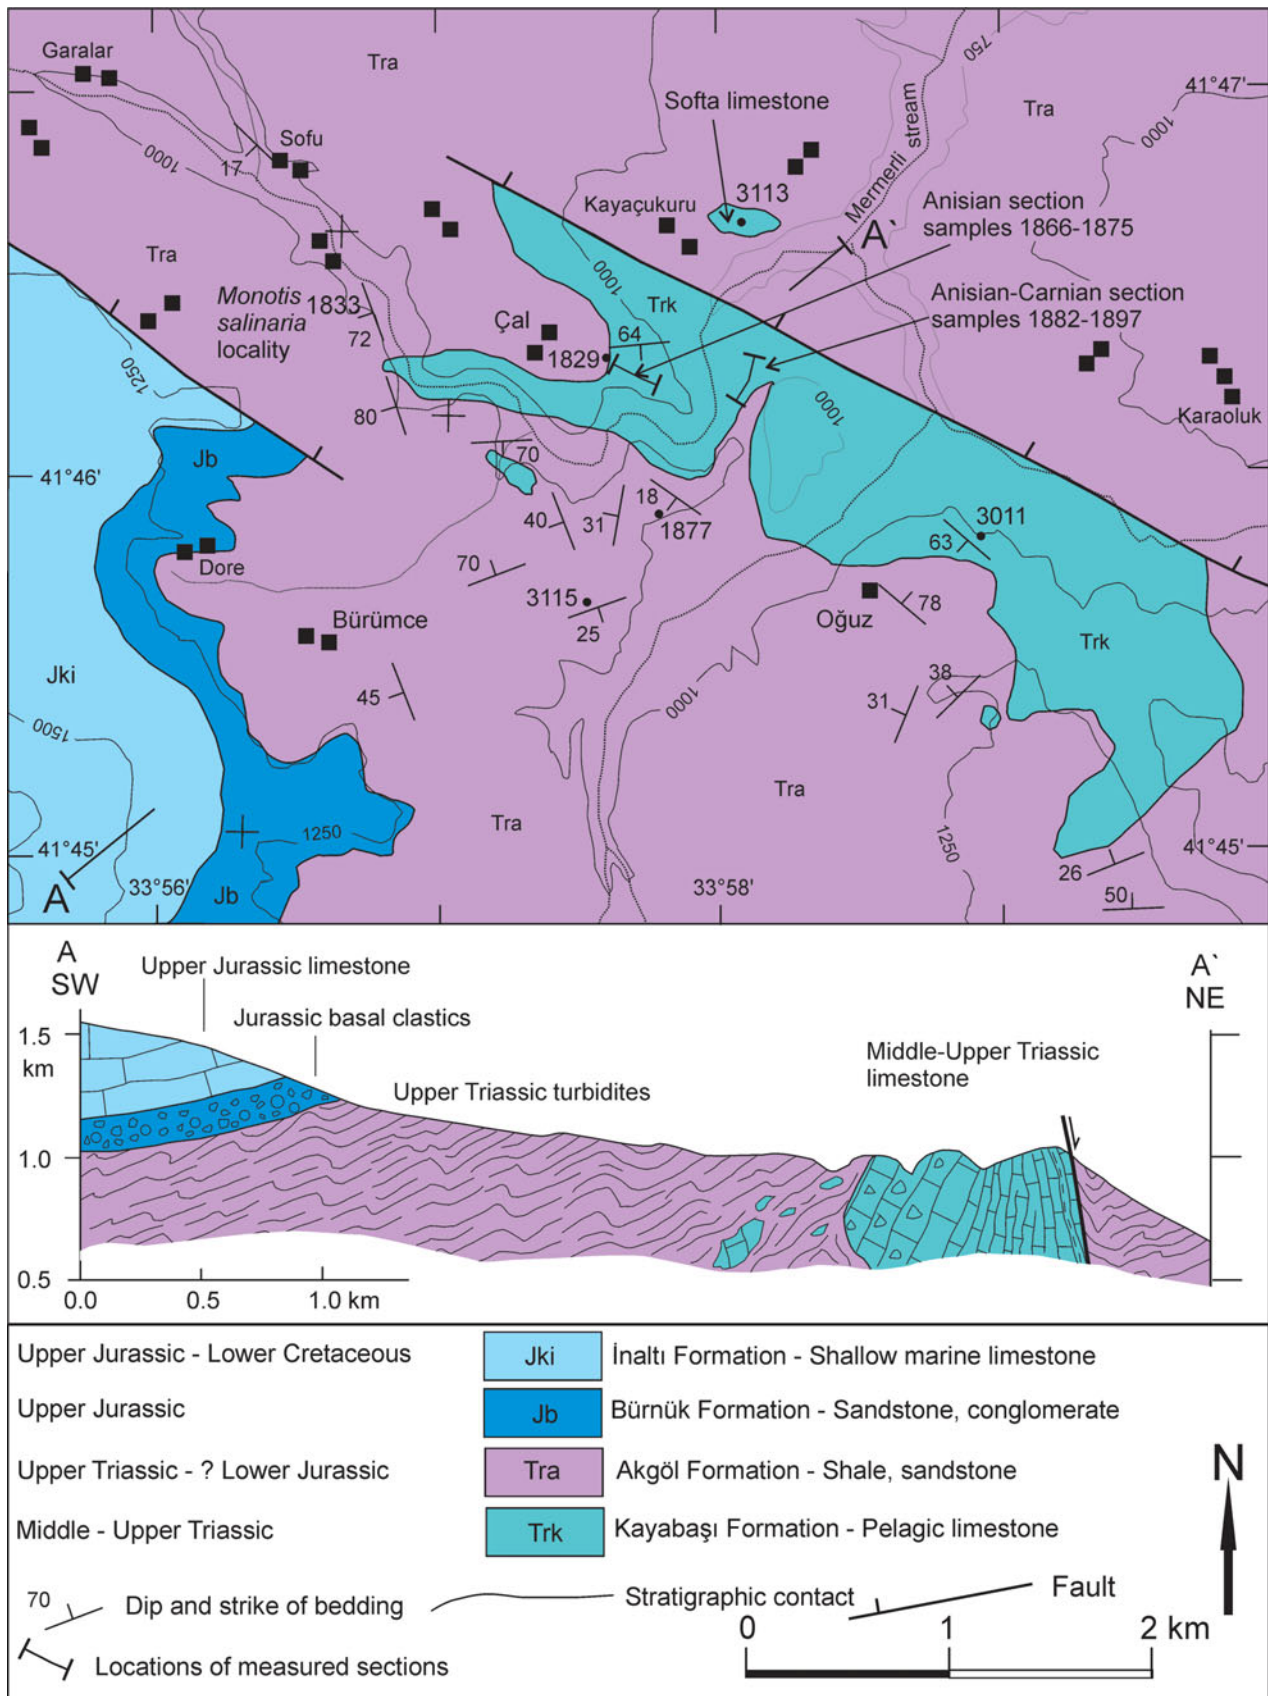 Garalar
Tra
Softa limestone
750
41°47'
Tra
1000
Mermerli stream
17
Sofu
1000
3113
Kayaçukuru
Anisian section
samples 1866-1875
A`
Tra
1000
Trk
Anisian-Carnian section
samples 1882-1897
Monotis
salinaria
locality
1833
72
Çal
64
1829
1250
80
1000
Karaoluk
Jb
70
41°46'
18
40
31
1877
3011
63
Dore
70
3115
25
Bürümce
Oğuz
78
Trk
Jki
45
1000
31
38
1500
Tra
Tra
1250
1250
41°45'
41°45'
A
33°56'
Jb
33°58'
26
50
A
SW
Upper Jurassic limestone
A`
NE
Jurassic basal clastics
1.5
km
Middle-Upper Triassic
limestone
Upper Triassic turbidites
1.0
0.5
0.0 0.5 1.0 km
Upper Jurassic - Lower Cretaceous Jki İnaltı Formation - Shallow marine limestone
Upper Jurassic Jb Bürnük Formation - Sandstone, conglomerate
Upper Triassic - ? Lower Jurassic Tra Akgöl Formation - Shale, sandstone
Middle - Upper Triassic Trk Kayabaşı Formation - Pelagic limestone
N
70 Dip and strike of bedding Stratigraphic contact Fault
0 1 2 km
Locations of measured sections